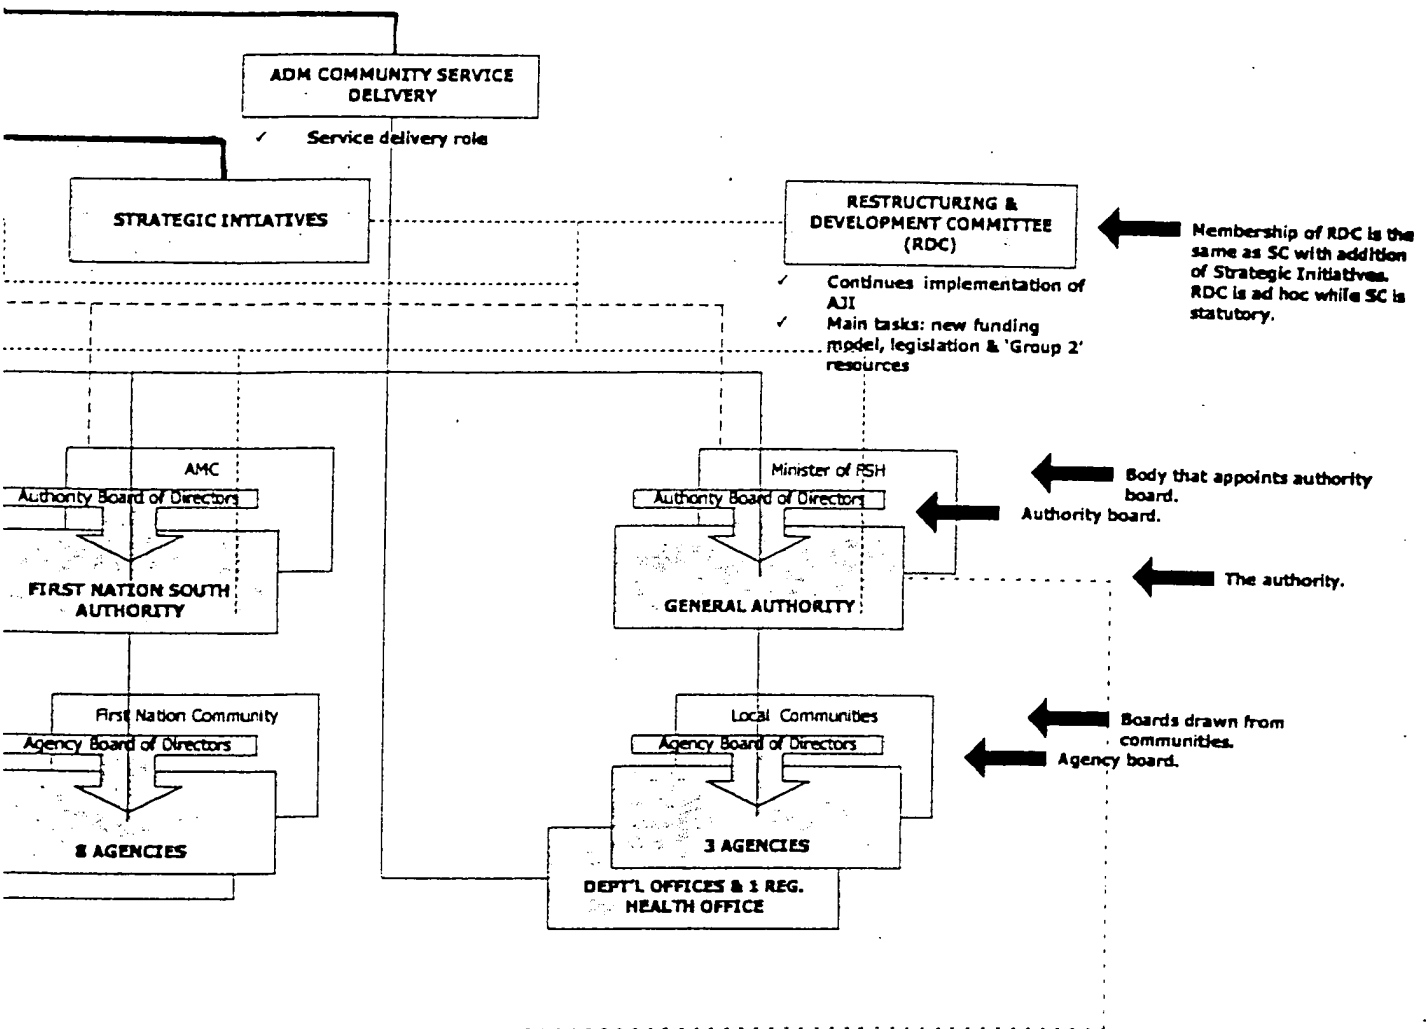 ADM COMMUNITY SERVICE
DELIVERY
✓ Service delivery role
STRATEGIC INTIATIVES
RESTRUCTURING &
DEVELOPMENT COMMITTEE
(RDC)
Membership of RDC is the
same as SC with addition
of Strategic Initiatives.
RDC is ad hoc while SC is
statutory.
✓ Continues implementation of
AJI
✓ Main tasks: new funding
model, legislation & 'Group 2'
resources
AMC
Authority Board of Directors
FIRST NATION SOUTH
AUTHORITY
Minister of FSH
Authority Board of Directors
GENERAL AUTHORITY
Body that appoints authority
board.
Authority board.
The authority.
First Nation Community
Agency Board of Directors
8 AGENCIES
Local Communities
Agency Board of Directors
3 AGENCIES
DEPT'L OFFICES & 1 REG.
HEALTH OFFICE
Boards drawn from
communities.
Agency board.